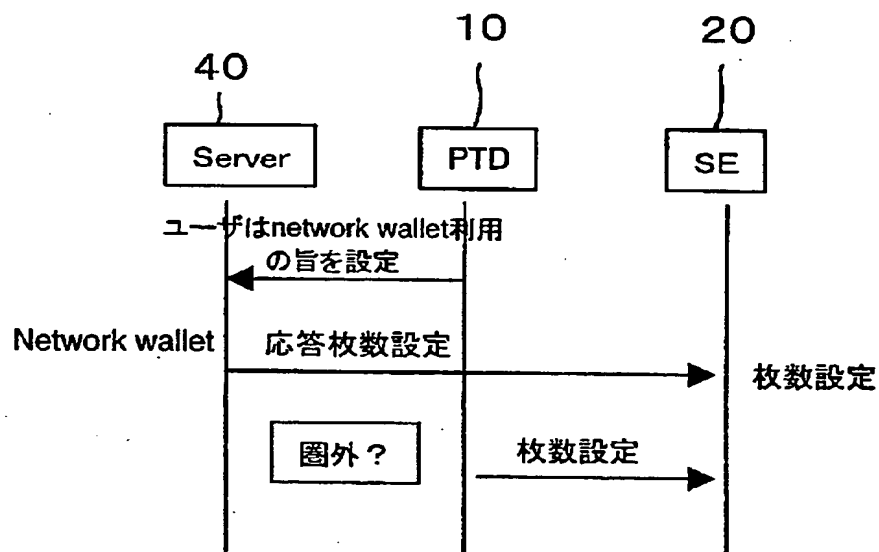 40
10
20
Server
PTD
SE
ユーザはnetwork wallet利用
の旨を設定
Network wallet
応答枚数設定
枚数設定
圏外？
枚数設定